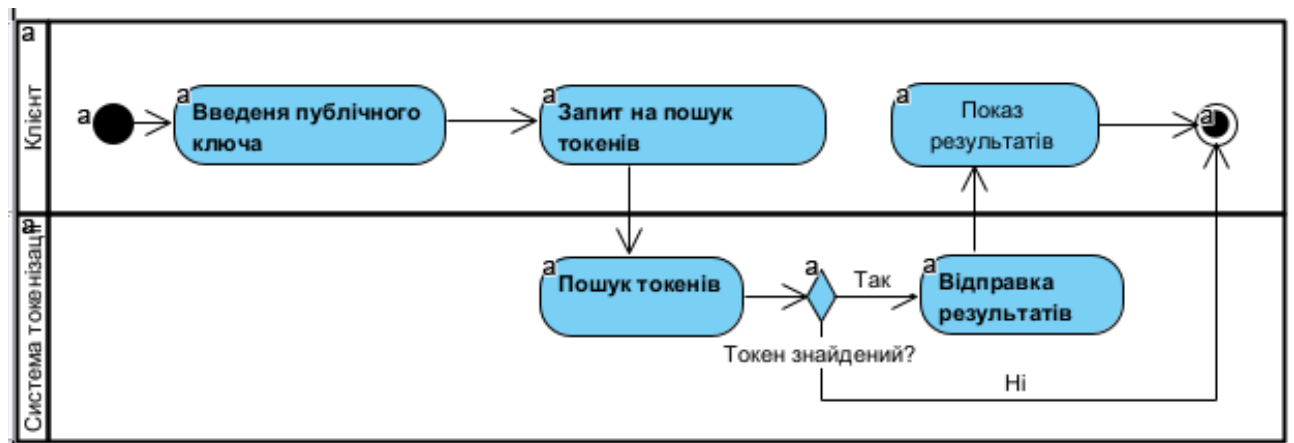 a
Клієнт
a
a
Введеня публічного
ключа
a
Запит на пошук
токенів
a
Показ
результатів
a
a
Система токенізації
a
Пошук токенів
a
Так
a
Відправка
результатів
Токен знайдений?
Ні